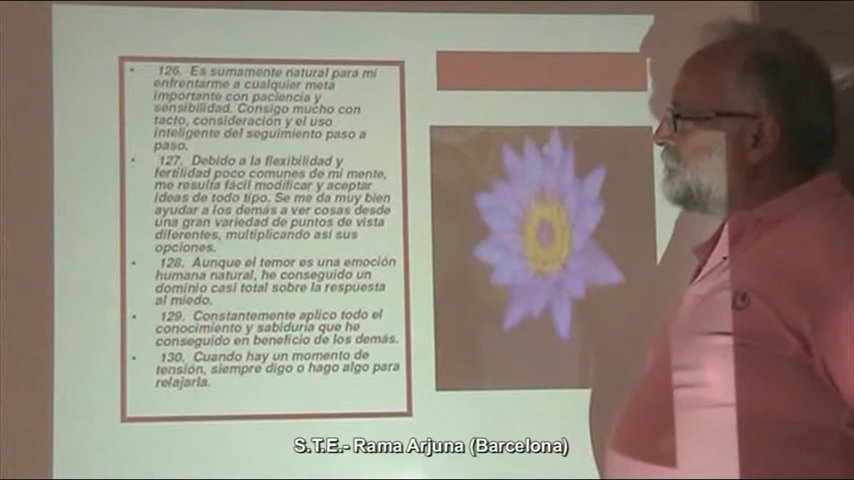 126. Es sumamente natural para mí
enfrentarme a cualquier meta
importante con paciencia y
sensibilidad. Consigo mucho con
tacto, consideración y el uso
inteligente del seguimiento paso a
paso.
127. Debido a la flexibilidad y
fertilidad poco comunes de mi mente,
me resulta fácil modificar y aceptar
ideas de todo tipo. Se me da muy bien
ayudar a los demás a ver cosas desde
una gran variedad de puntos de vista
diferentes, multiplicando así sus
opciones.
128. Aunque el temor es una emoción
humana natural, he conseguido un
dominio casi total sobre la respuesta
al miedo.
129. Constantemente aplico todo el
conocimiento y sabiduría que he
conseguido en beneficio de los demás.
130. Cuando hay un momento de
tensión, siempre digo o hago algo para
relajarla.
S.T.E.- Rama Arjuna (Barcelona)